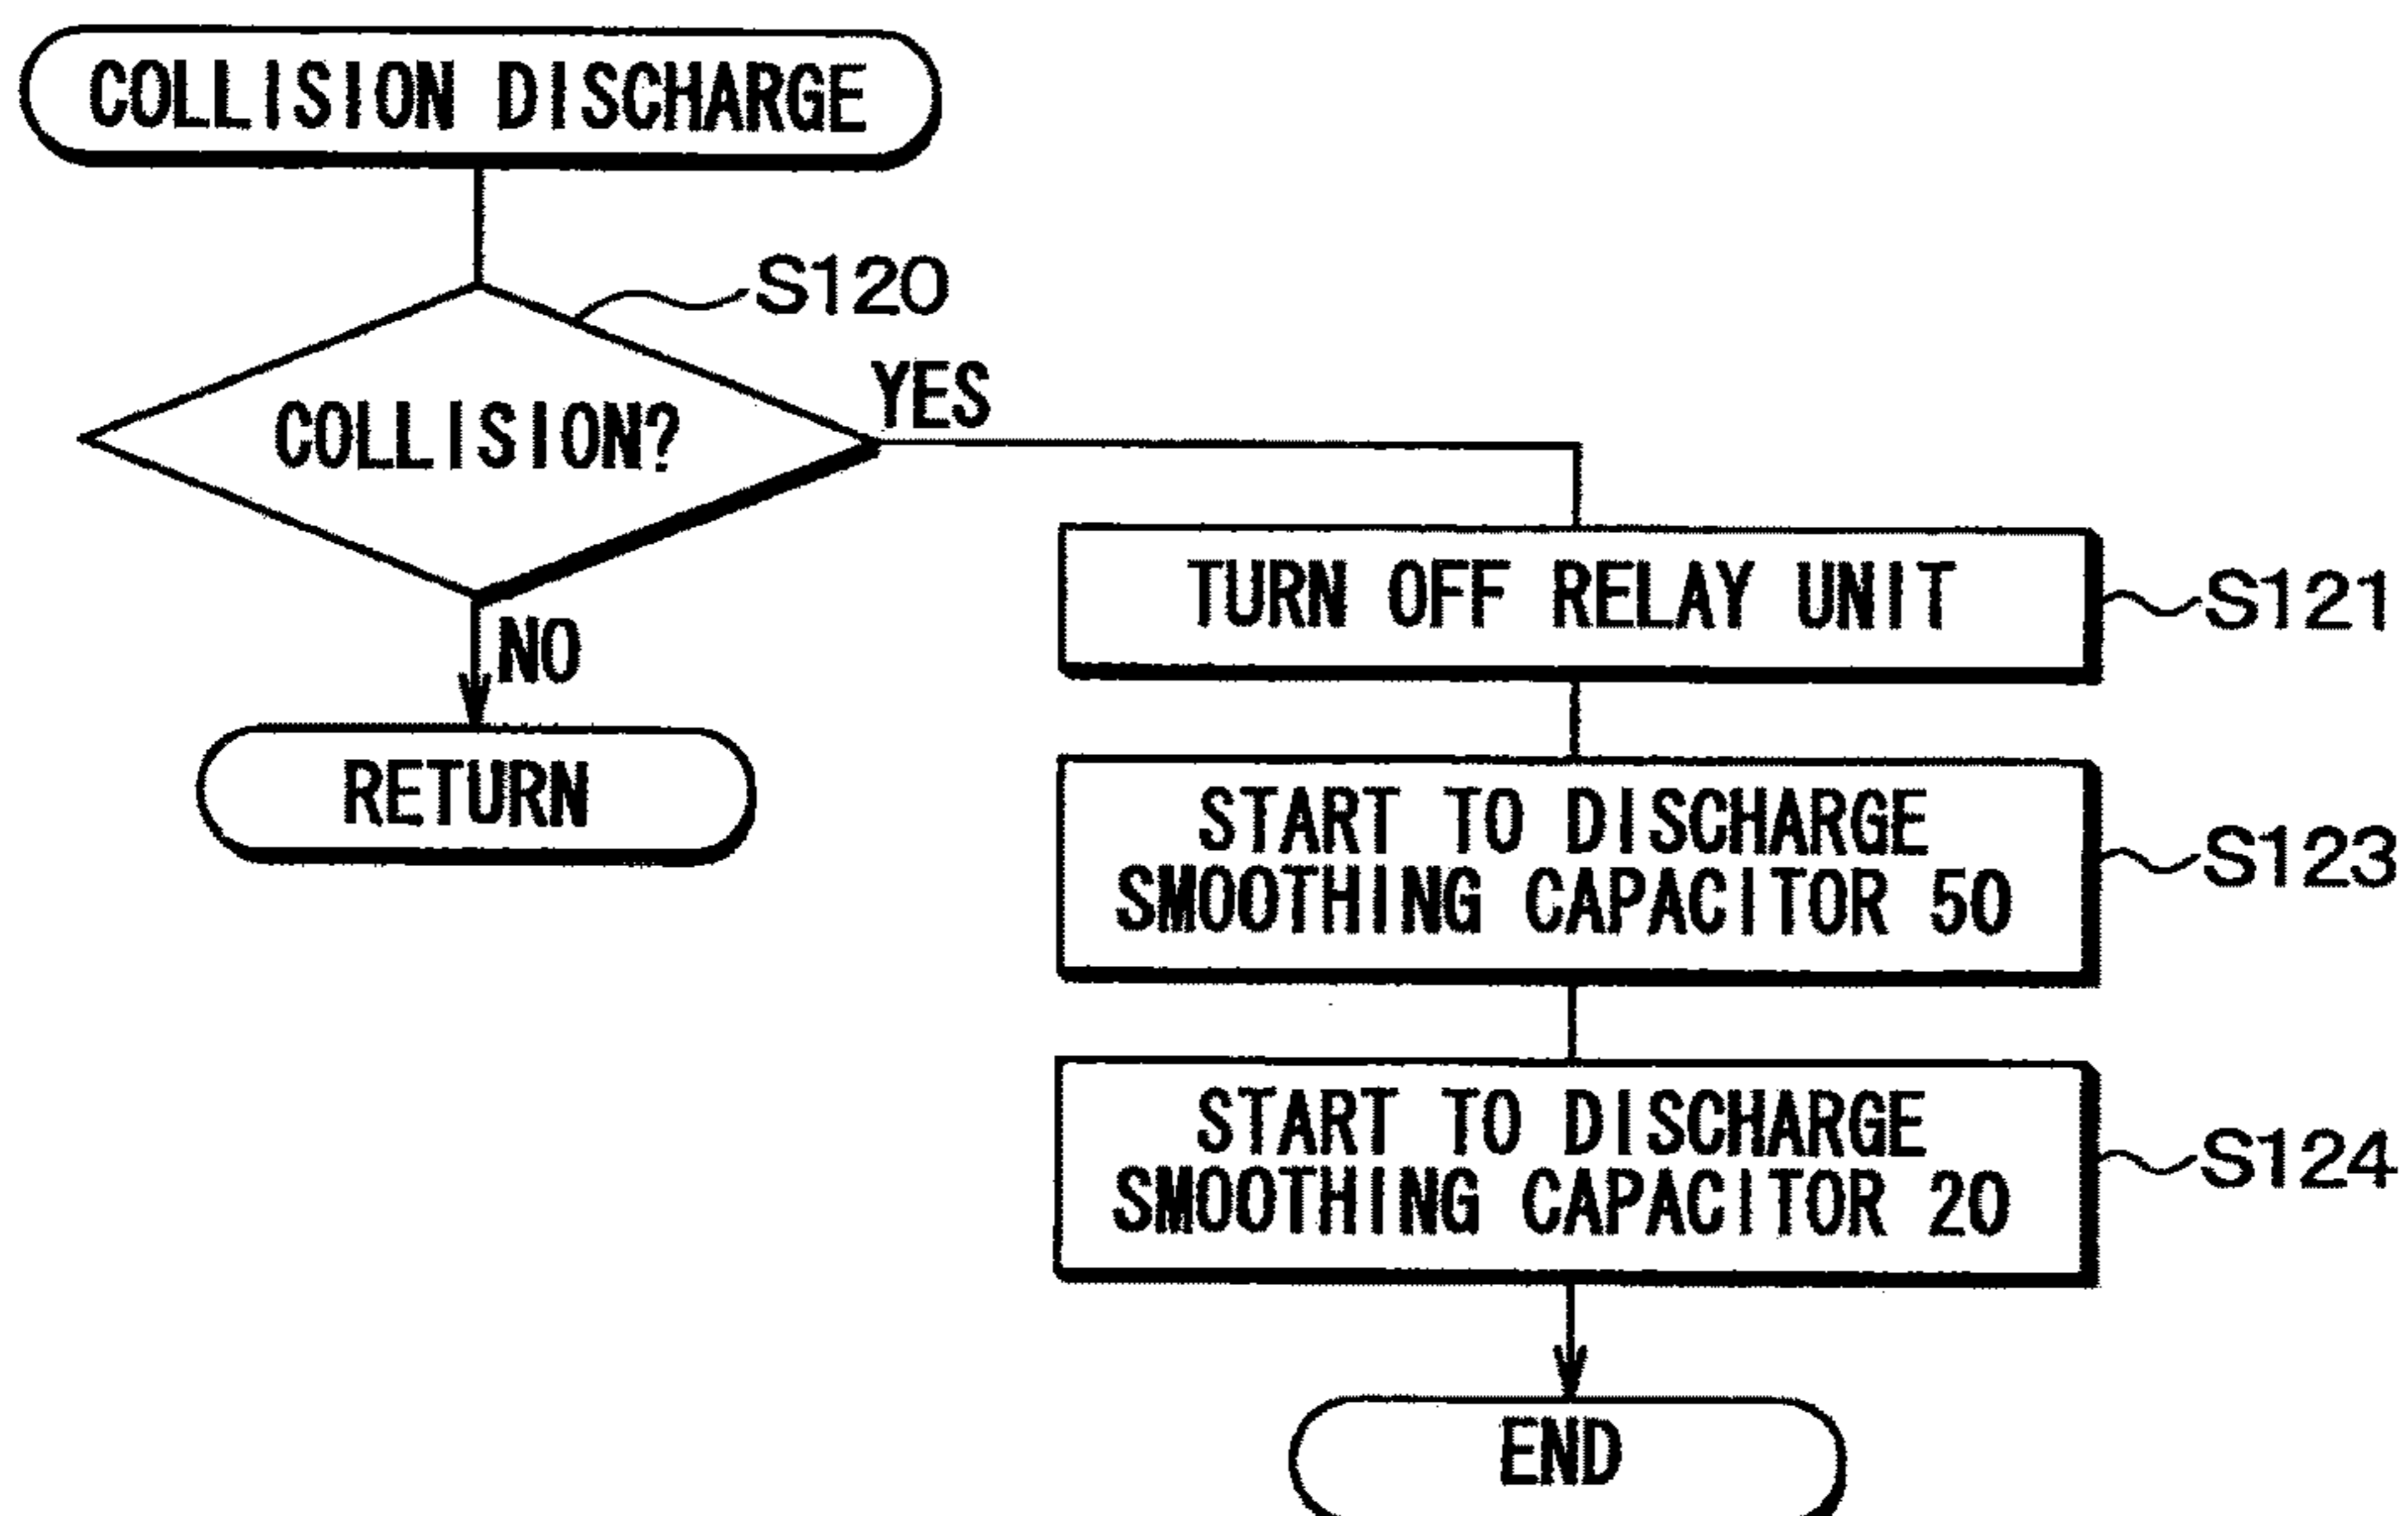 COLLISION DISCHARGE
S120
COLLISION?
YES
NO
RETURN
TURN OFF RELAY UNIT
S121
START TO DISCHARGE
SMOOTHING CAPACITOR 50
S123
START TO DISCHARGE
SMOOTHING CAPACITOR 20
S124
END